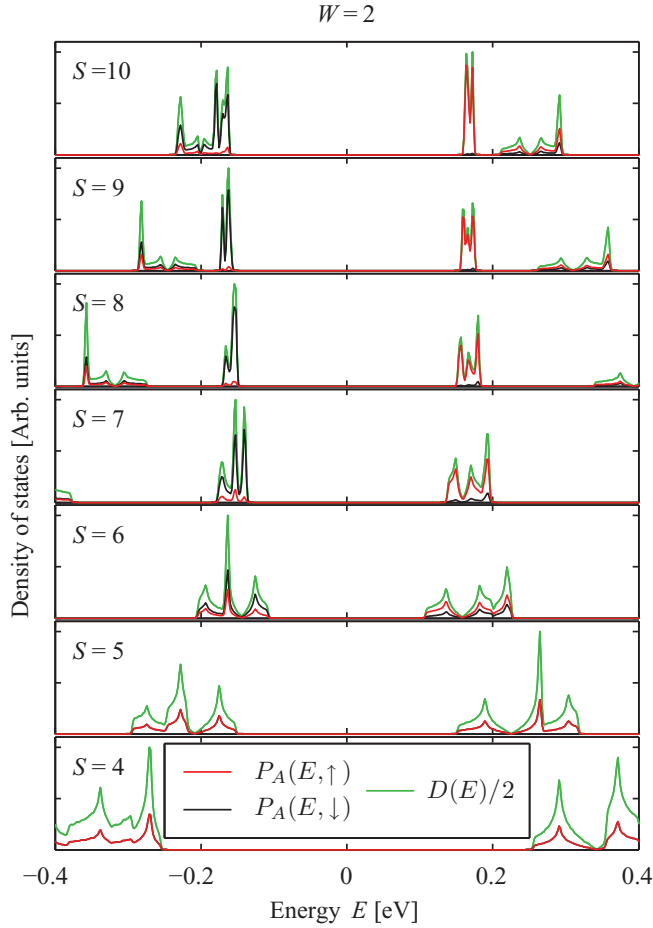 W = 2
S = 10
S = 9
S = 8
S = 7
S = 6
S = 5
S = 4
Density of states [Arb. units]
P_A(E,↑)
P_A(E,↓)
D(E)/2
−0.4 −0.2 0 0.2 0.4
Energy E [eV]